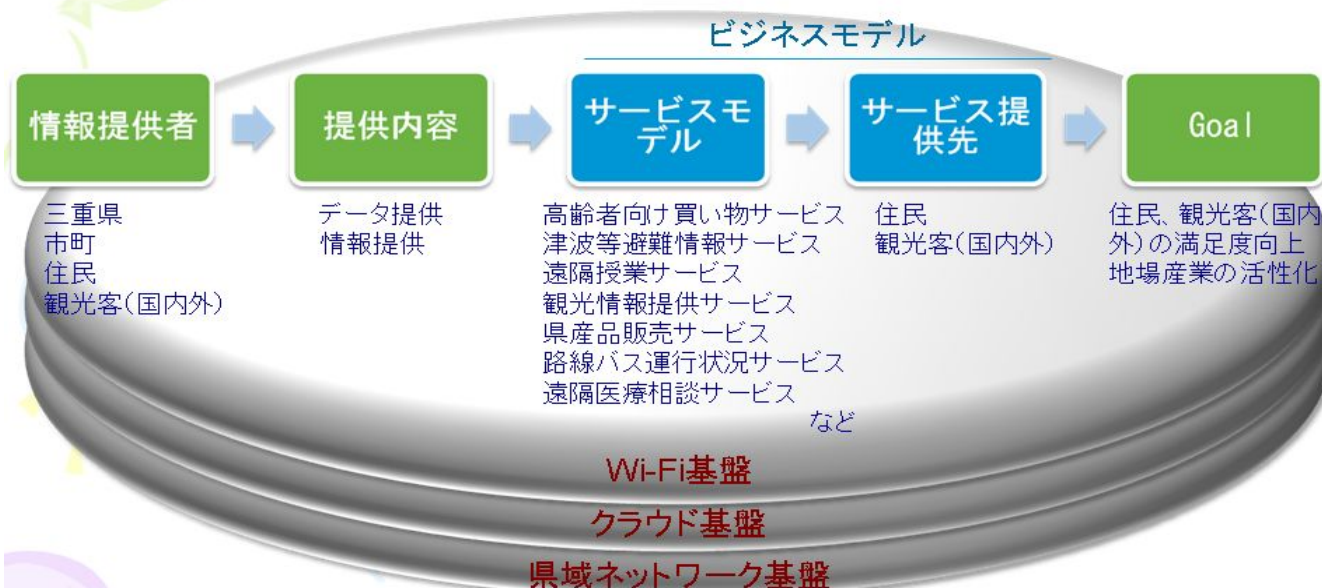 ビジネスモデル
情報提供者
提供内容
サービスモ
デル
サービス提
供先
Goal
三重県
市町
住民
観光客(国内外)
データ提供
情報提供
高齢者向け買い物サービス
津波等避難情報サービス
遠隔授業サービス
観光情報提供サービス
県産品販売サービス
路線バス運行状況サービス
遠隔医療相談サービス
など
住民
観光客(国内外)
住民、観光客(国内
外)の満足度向上
地場産業の活性化
Wi-Fi基盤
クラウド基盤
県域ネットワーク基盤